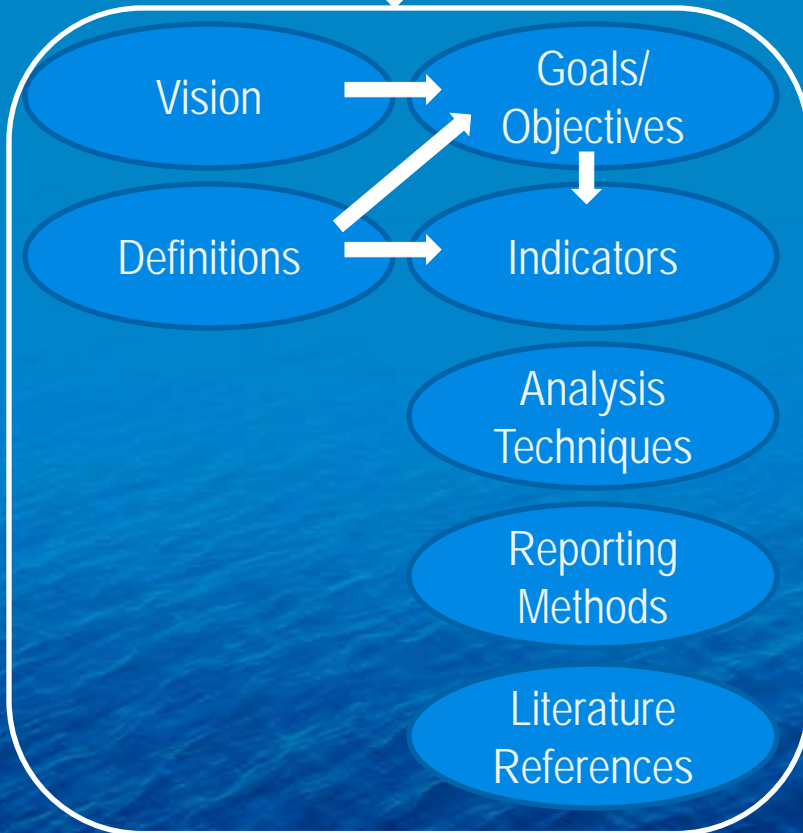 Vision
Goals/
Objectives
Definitions
Indicators
Analysis
Techniques
Reporting
Methods
Literature
References